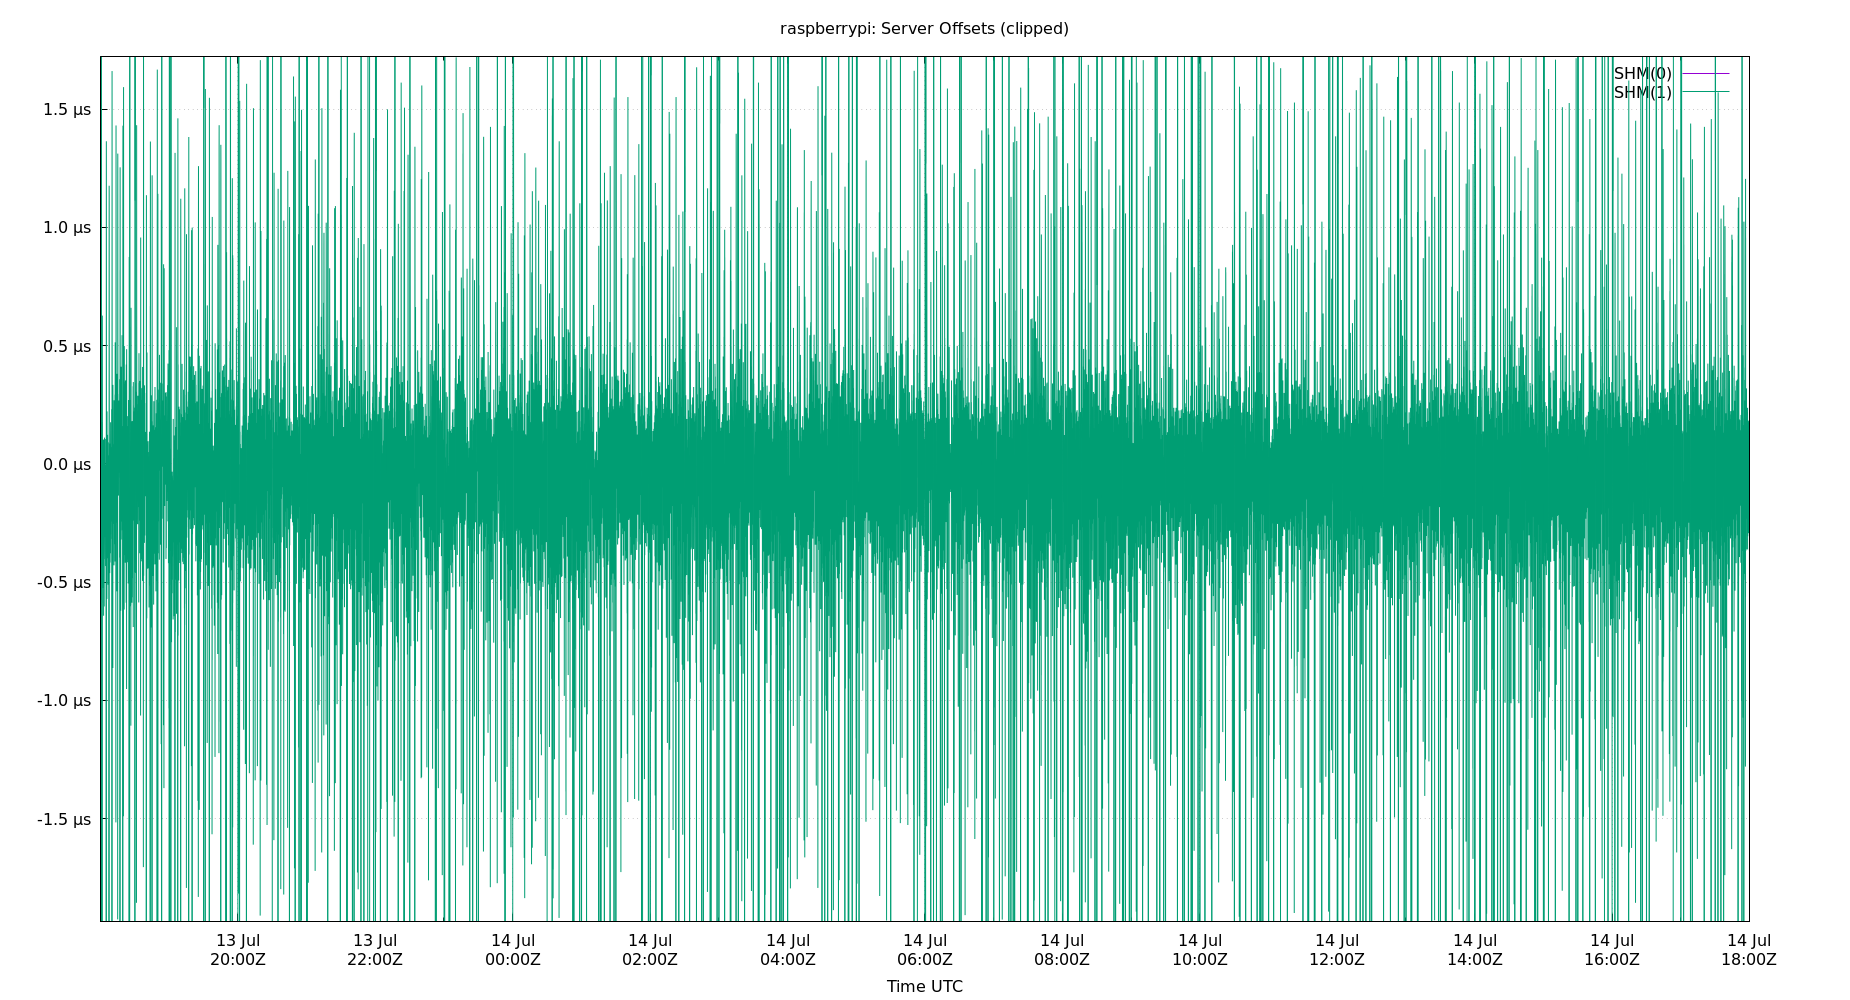 raspberrypi: Server Offsets (clipped)
SHM(0)
SHM(1)
1.5 µs
1.0 µs
0.5 µs
0.0 µs
-0.5 µs
-1.0 µs
-1.5 µs
13 Jul 13 Jul 14 Jul 14 Jul 14 Jul 14 Jul 14 Jul 14 Jul 14 Jul 14 Jul 14 Jul 14 Jul
20:00Z 22:00Z 00:00Z 02:00Z 04:00Z 06:00Z 08:00Z 10:00Z 12:00Z 14:00Z 16:00Z 18:00Z
Time UTC